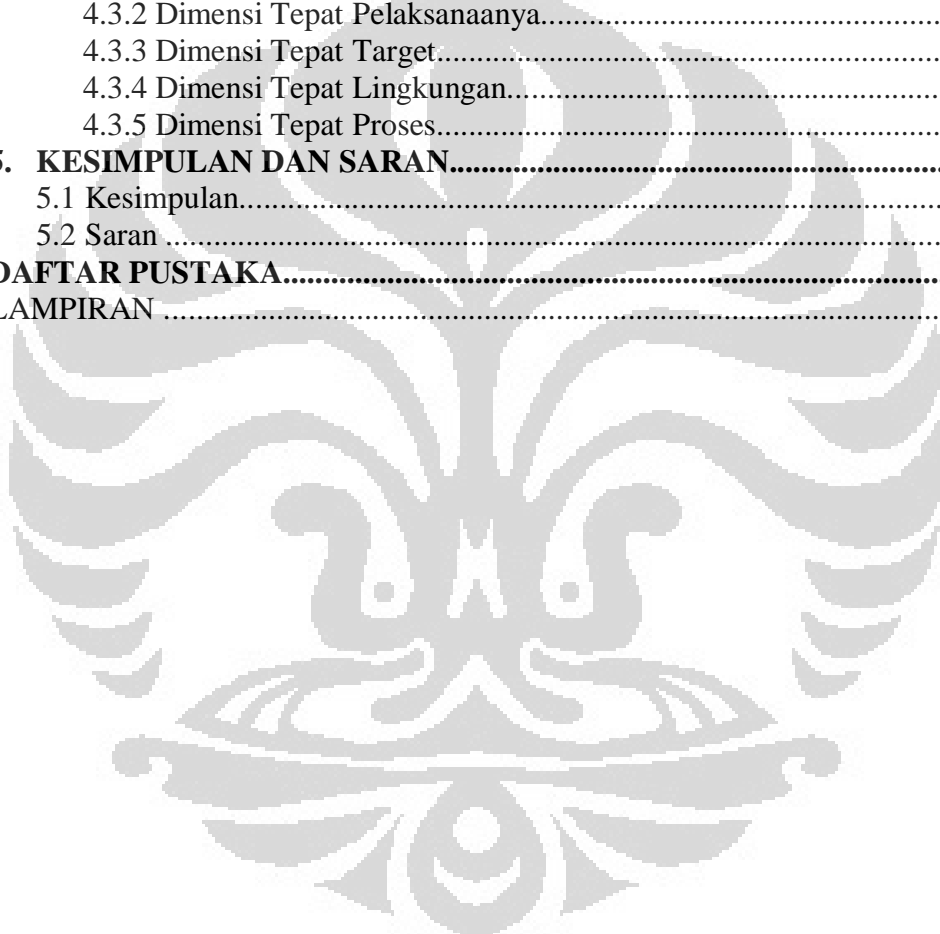 4.3.2 Dimensi Tepat Pelaksanaanya..................................................
4.3.3 Dimensi Tepat Target...............................................................
4.3.4 Dimensi Tepat Lingkungan......................................................
4.3.5 Dimensi Tepat Proses...............................................................
5. KESIMPULAN DAN SARAN............................................................
5.1 Kesimpulan......................................................................................
5.2 Saran ................................................................................................
DAFTAR PUSTAKA................................................................................
LAMPIRAN ................................................................................................